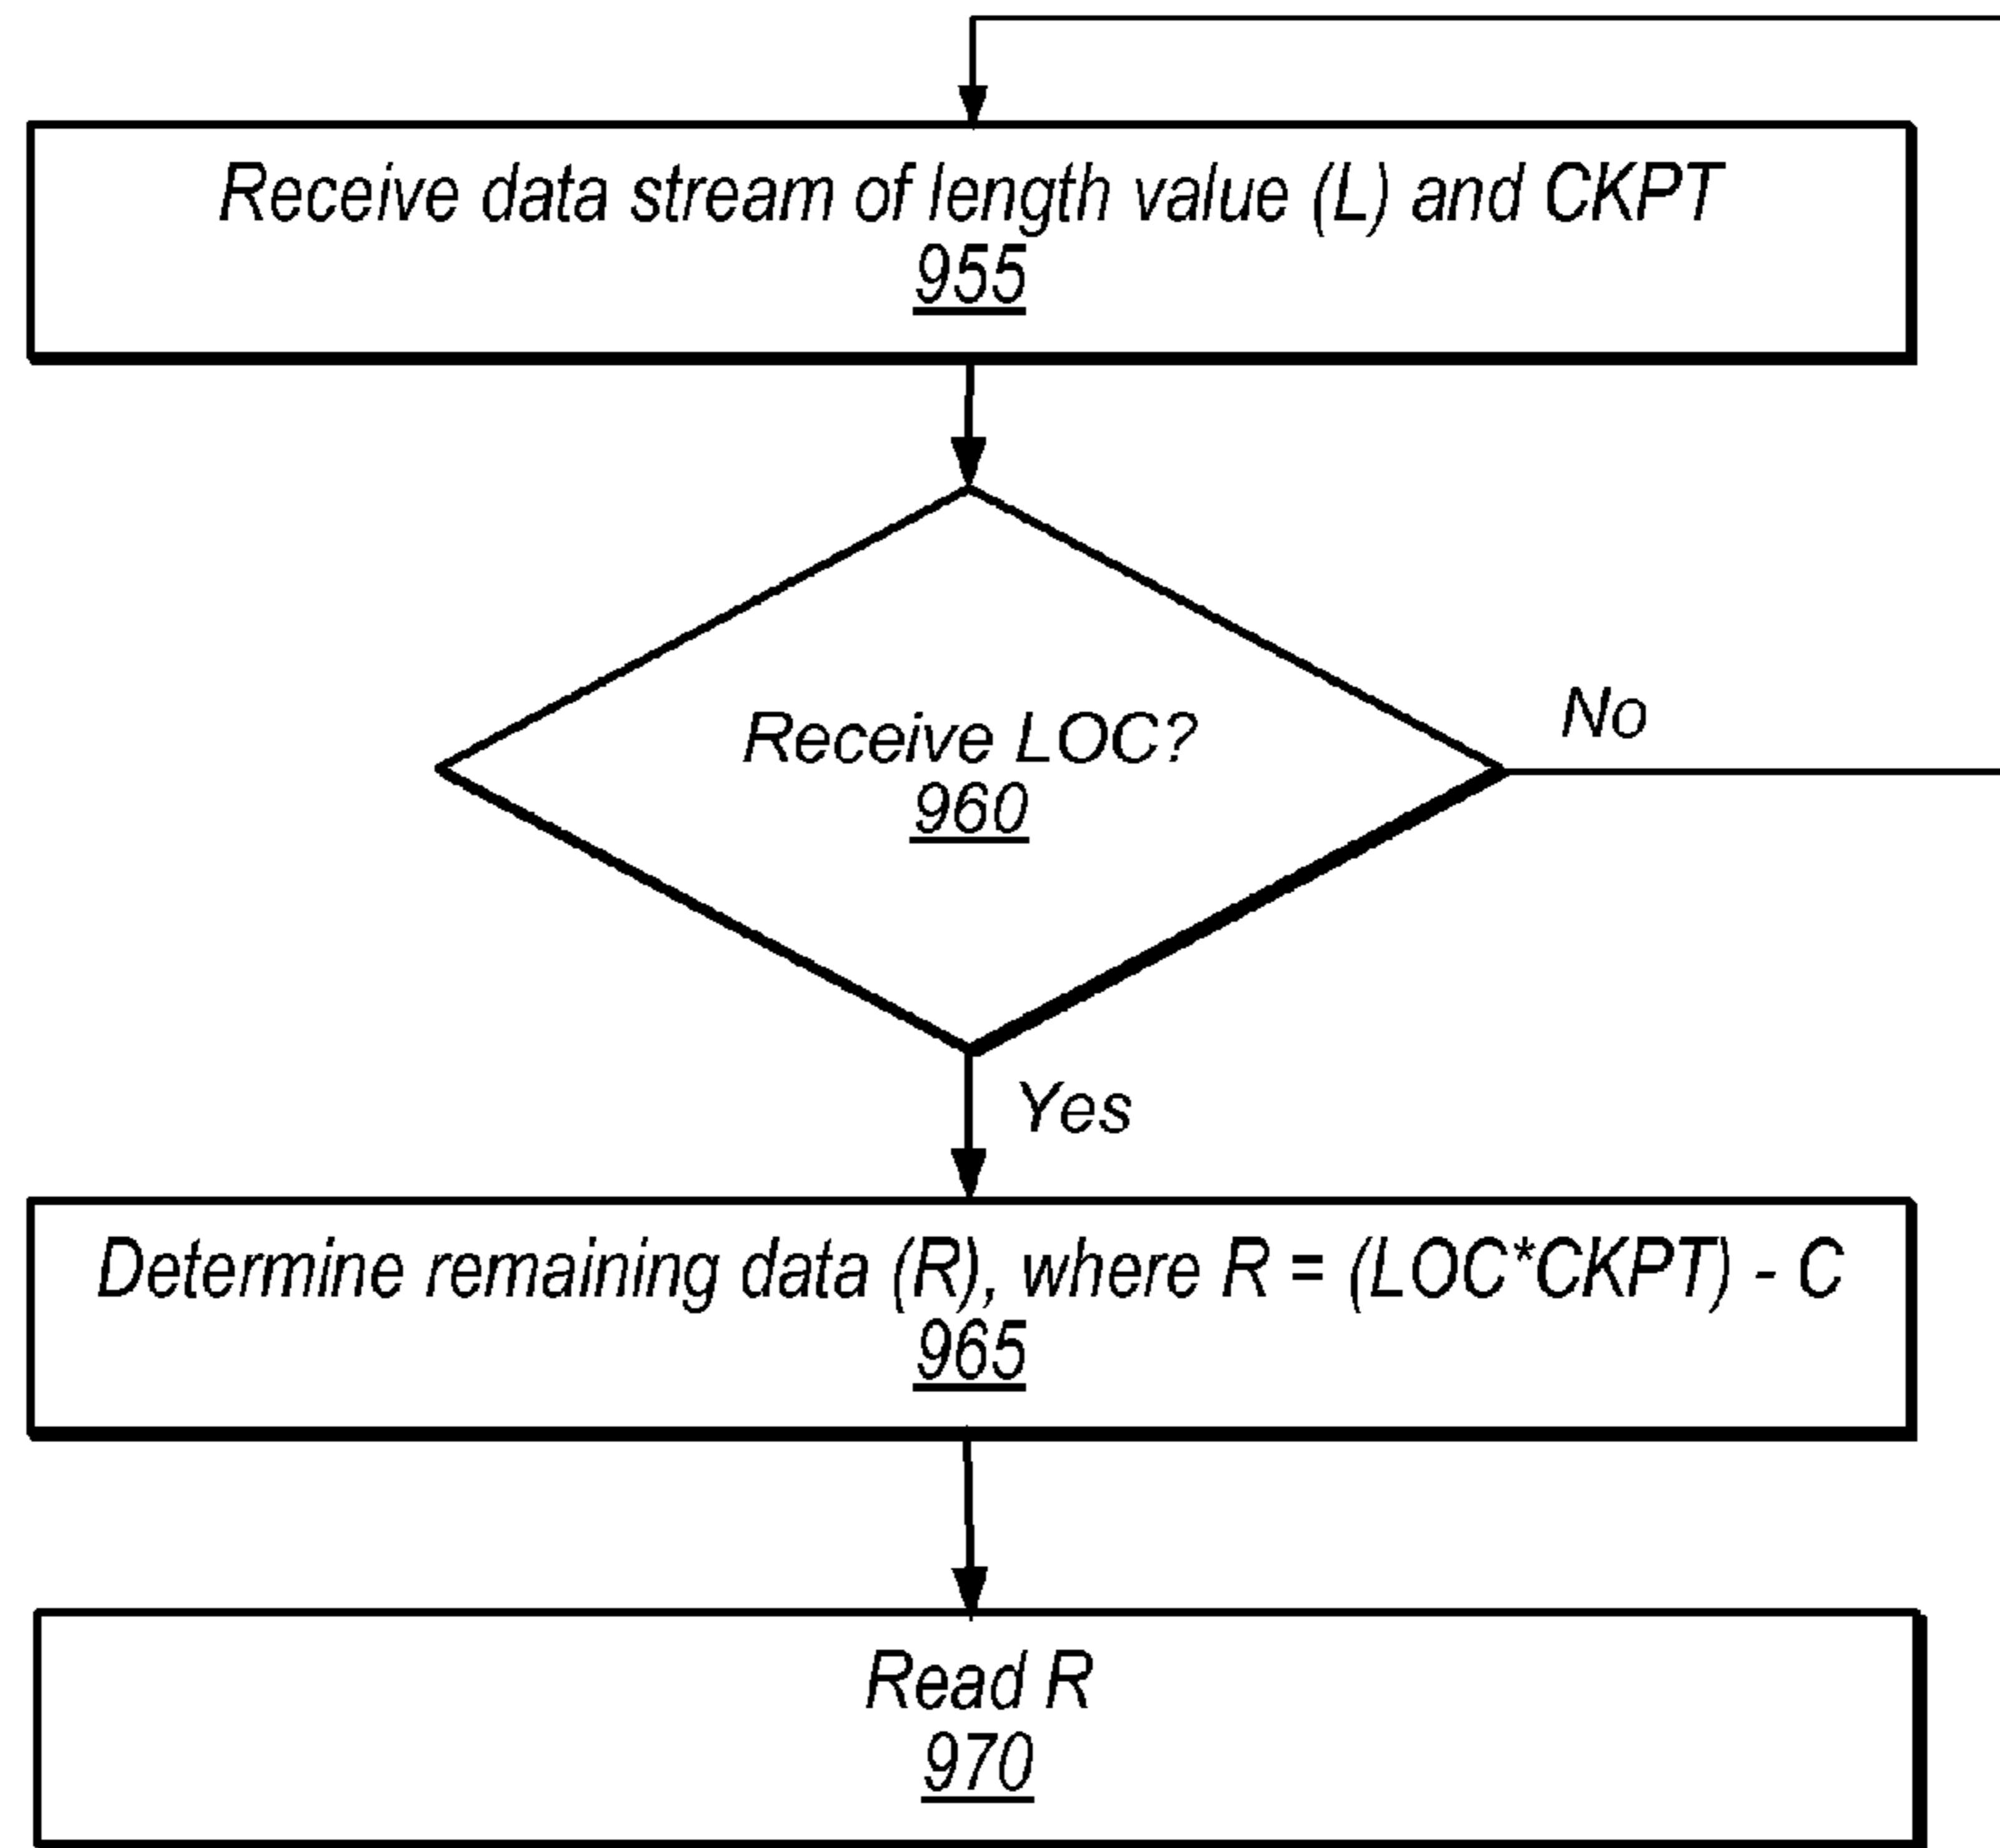 Receive data stream of length value (L) and CKPT
955
Receive LOC?
960
No
Yes
Determine remaining data (R), where R = (LOC*CKPT) - C
965
Read R
970